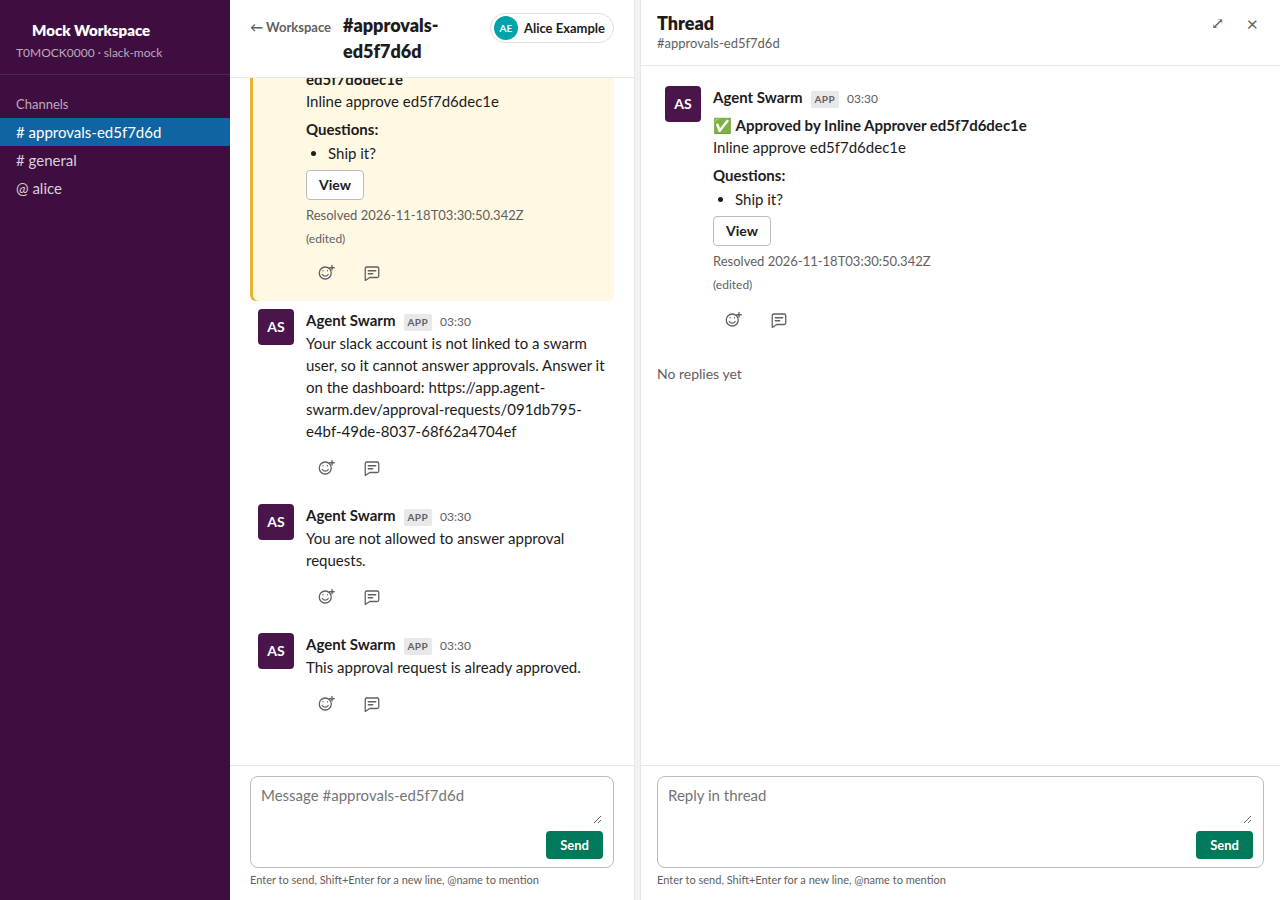 Mock Workspace
T0MOCK0000 · slack-mock
Channels
# approvals-ed5f7d6d
# general
@ alice
← Workspace
#approvals-
ed5f7d6d
AE
Alice Example
ed5f7d6dec1e
Inline approve ed5f7d6dec1e
Questions:
• Ship it?
View
Resolved 2026-11-18T03:30:50.342Z
(edited)
AS
Agent Swarm APP 03:30
Your slack account is not linked to a swarm
user, so it cannot answer approvals. Answer it
on the dashboard: https://app.agent-
swarm.dev/approval-requests/091db795-
e4bf-49de-8037-68f62a4704ef
AS
Agent Swarm APP 03:30
You are not allowed to answer approval
requests.
AS
Agent Swarm APP 03:30
This approval request is already approved.
Message #approvals-ed5f7d6d
Send
Enter to send, Shift+Enter for a new line, @name to mention
Thread
#approvals-ed5f7d6d
AS
Agent Swarm APP 03:30
✅ Approved by Inline Approver ed5f7d6dec1e
Inline approve ed5f7d6dec1e
Questions:
• Ship it?
View
Resolved 2026-11-18T03:30:50.342Z
(edited)
No replies yet
Reply in thread
Send
Enter to send, Shift+Enter for a new line, @name to mention